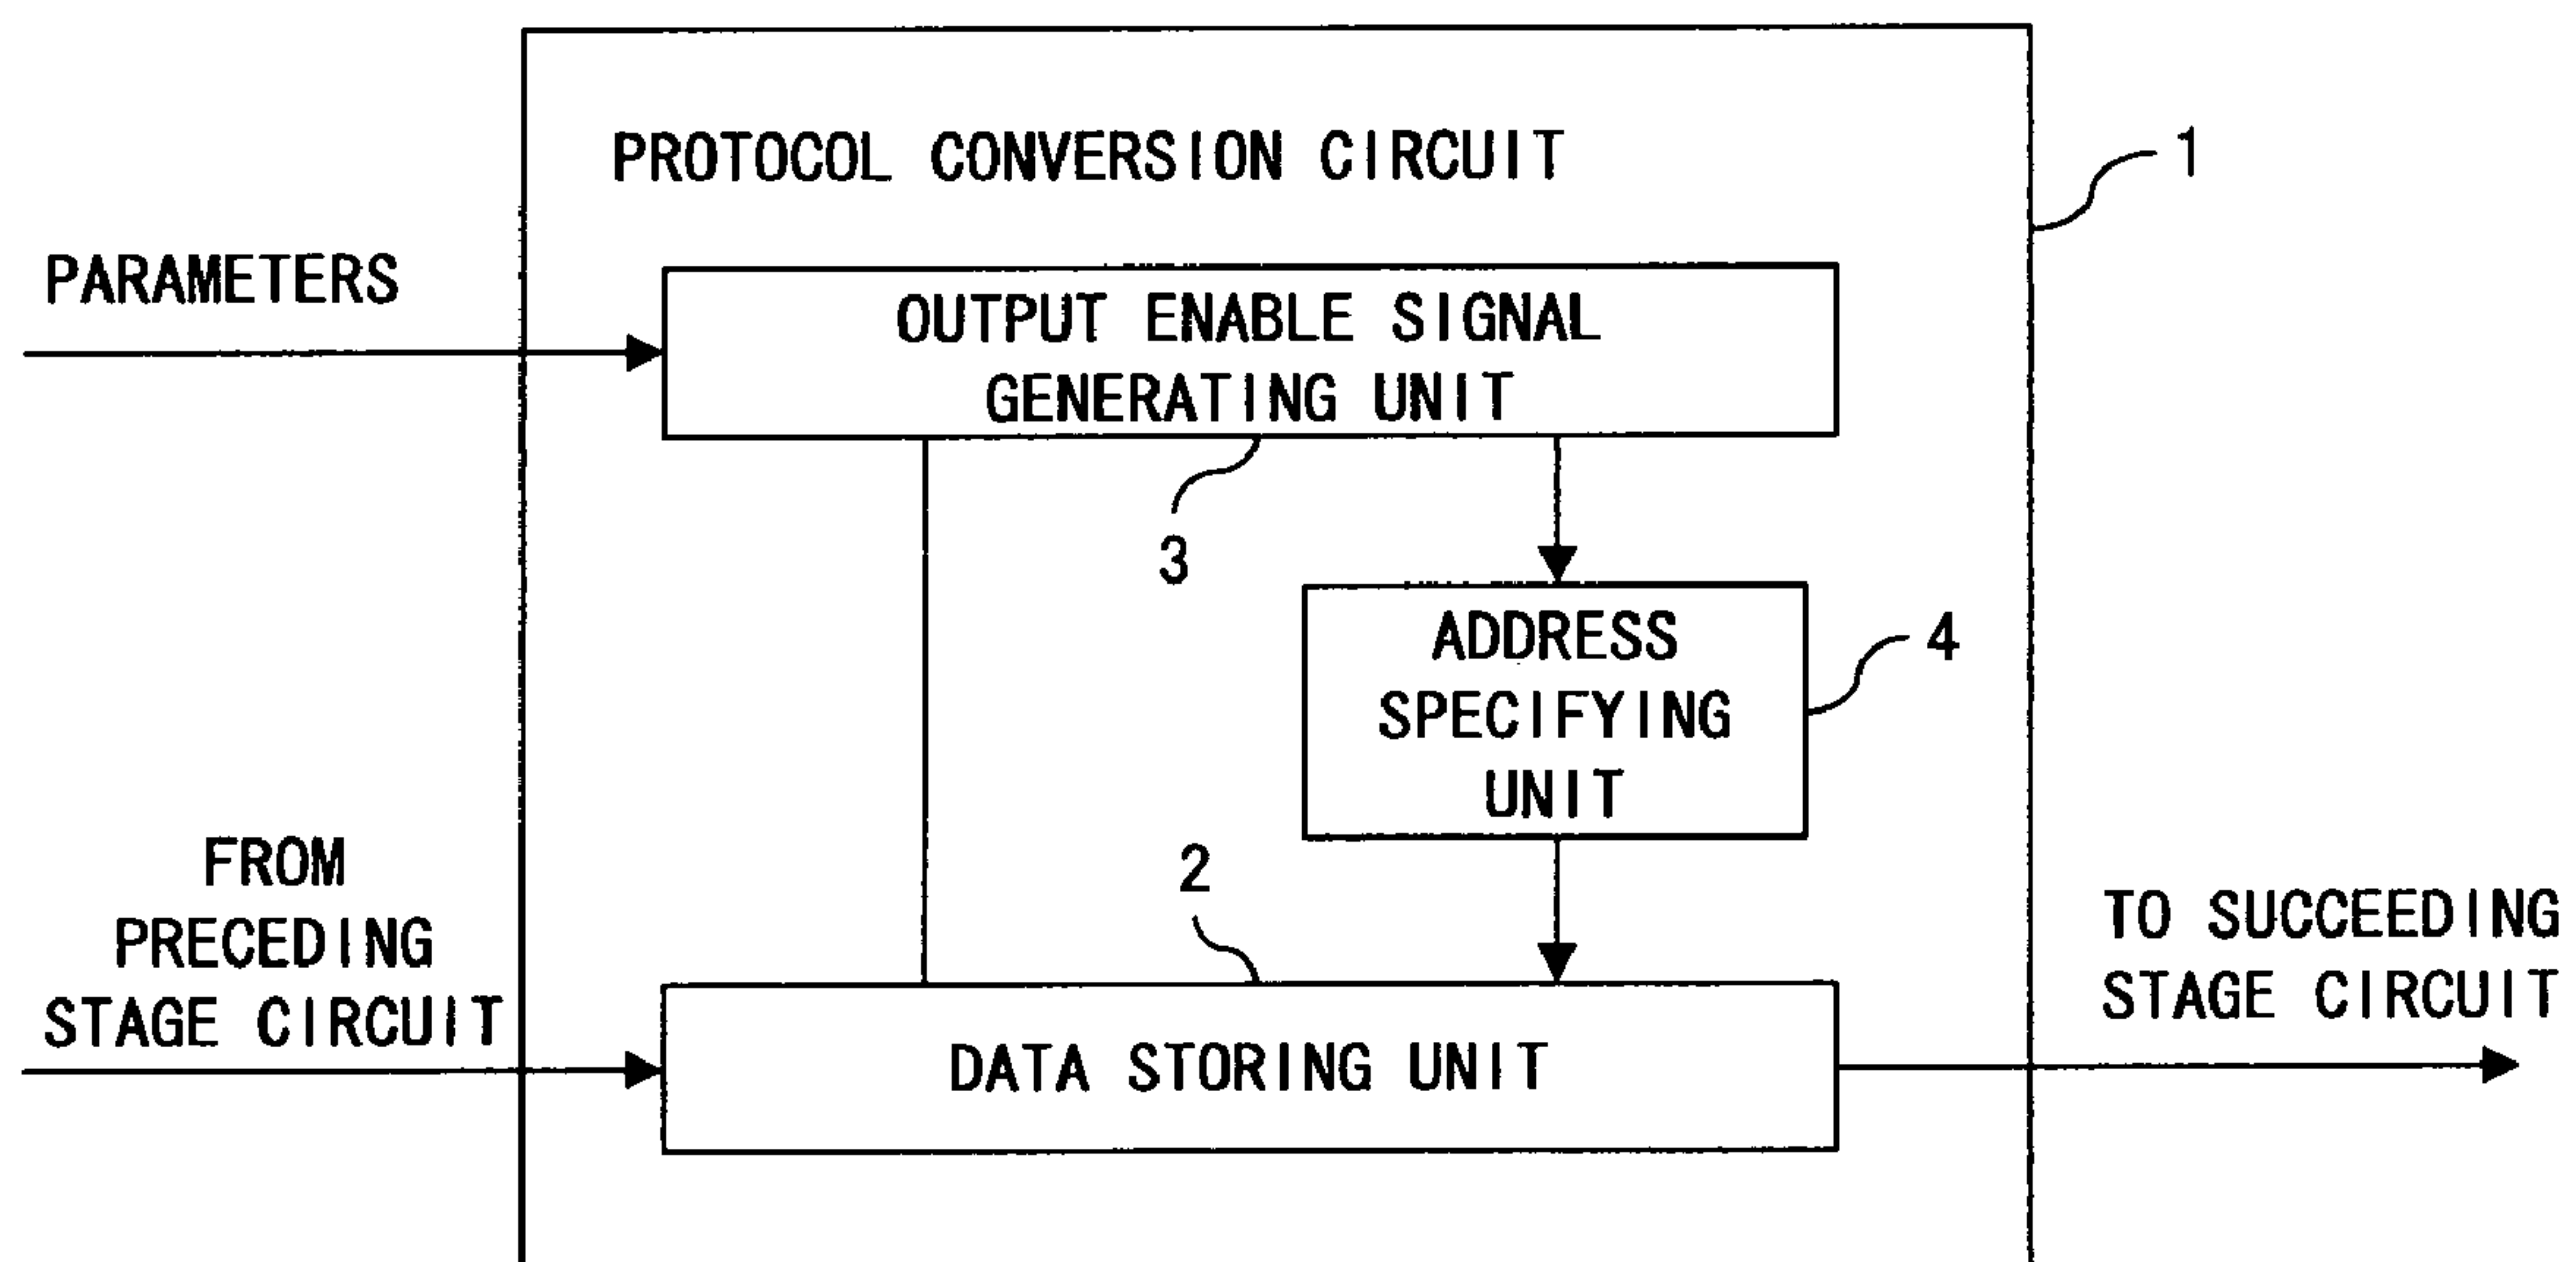 PROTOCOL CONVERSION CIRCUIT
1
PARAMETERS
OUTPUT ENABLE SIGNAL
GENERATING UNIT
3
ADDRESS
SPECIFYING
UNIT
4
FROM
PRECEDING
STAGE CIRCUIT
2
DATA STORING UNIT
TO SUCCEEDING
STAGE CIRCUIT